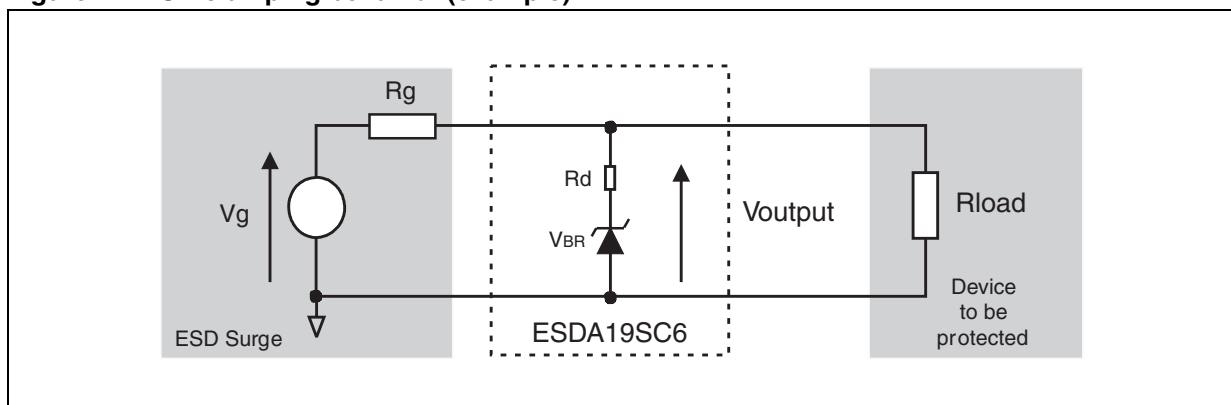 Rg
Vg
ESD Surge
Rd
VBR
ESDA19SC6
Voutput
Rload
Device
to be
protected